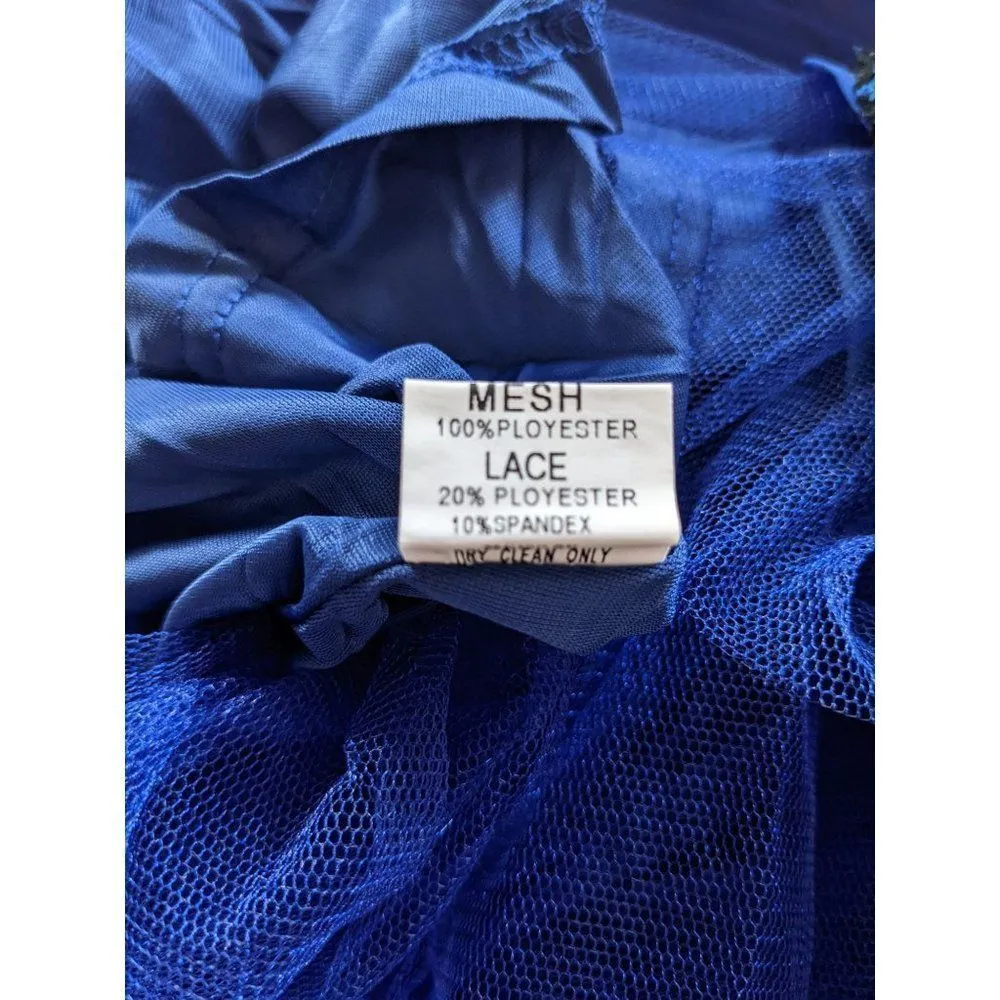 MESH
100%PLOYESTER
LACE
20% PLOYESTER
10%SPANDEX
DRY CLEAN ONLY